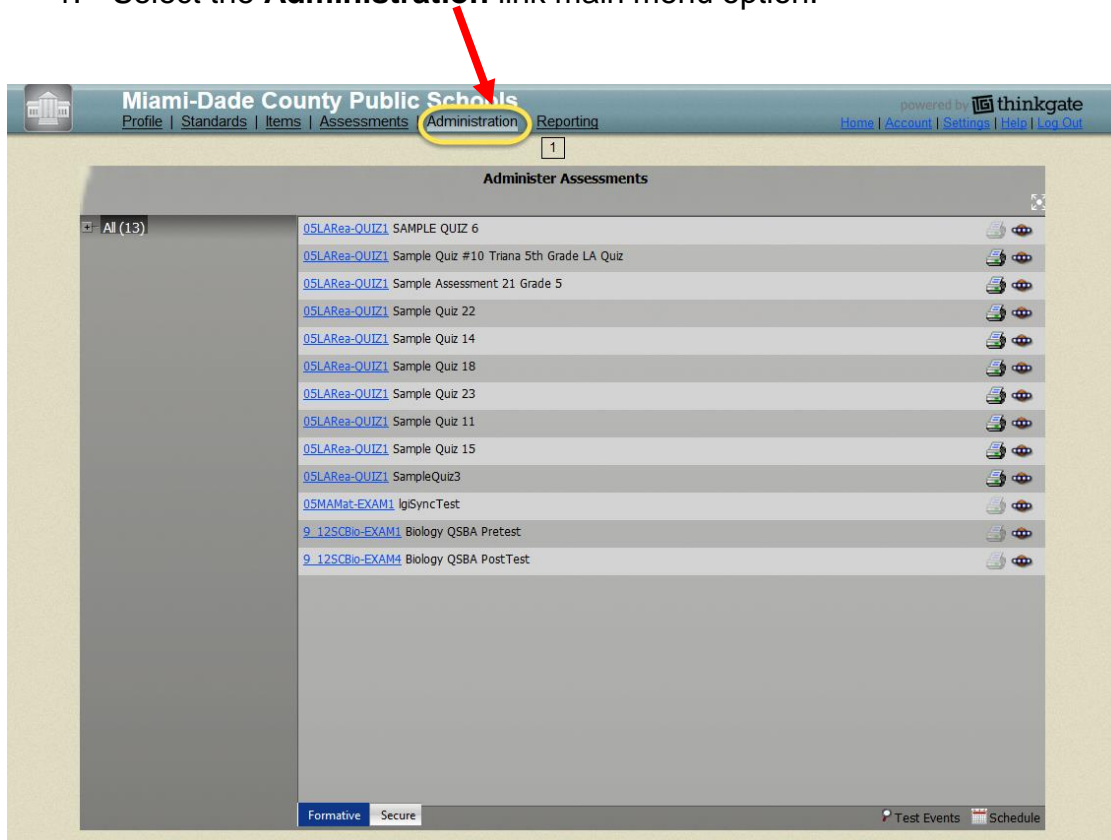 1. Select the Administration link main menu option.
Miami-Dade County Public Schools
powered by thinkgate
Profile | Standards | Items | Assessments | Administration | Reporting
Home | Account | Settings | Help | Log Out
1
Administer Assessments
All (13)
05LARea-QUIZ1 SAMPLE QUIZ 6
05LARea-QUIZ1 Sample Quiz #10 Triana 5th Grade LA Quiz
05LARea-QUIZ1 Sample Assessment 21 Grade 5
05LARea-QUIZ1 Sample Quiz 22
05LARea-QUIZ1 Sample Quiz 14
05LARea-QUIZ1 Sample Quiz 18
05LARea-QUIZ1 Sample Quiz 23
05LARea-QUIZ1 Sample Quiz 11
05LARea-QUIZ1 Sample Quiz 15
05LARea-QUIZ1 SampleQuiz3
05MAMat-EXAM1 lgiSyncTest
9_12SCBio-EXAM1 Biology QSBA Pretest
9_12SCBio-EXAM4 Biology QSBA PostTest
Formative Secure
Test Events Schedule